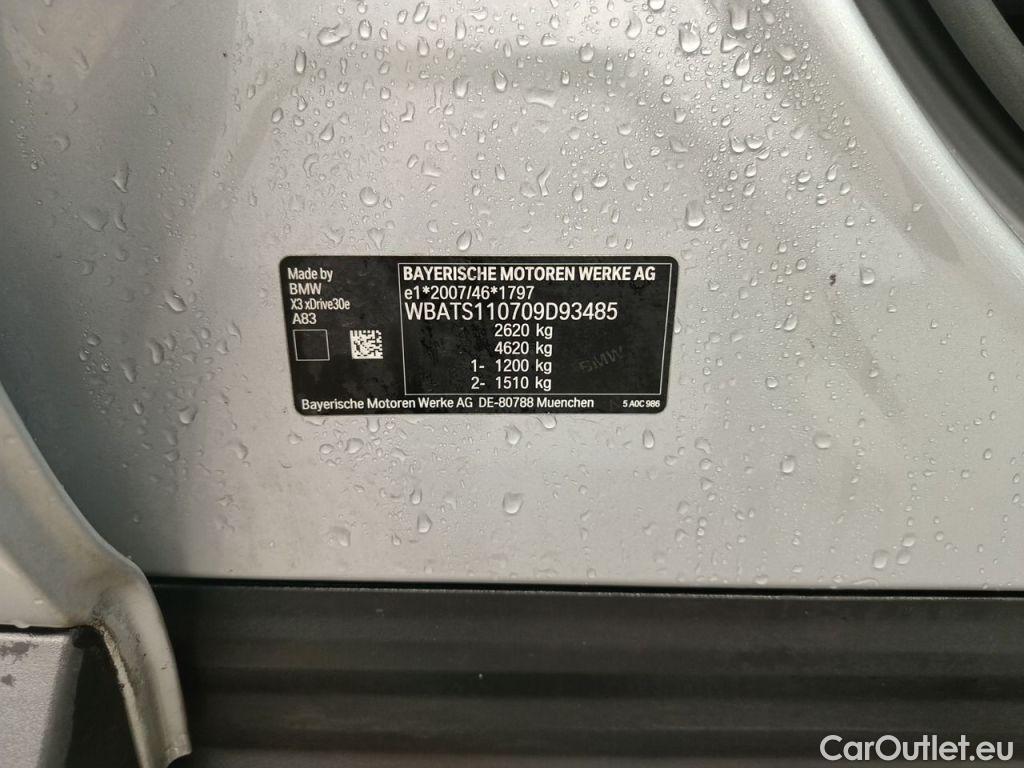 Made by
BMW
X3 xDrive30e
A83
BAYERISCHE MOTOREN WERKE AG
e1*2007/46*1797
WBATS110709D93485
2620 kg
4620 kg
1- 1200 kg
2- 1510 kg
BMW
Bayerische Motoren Werke AG DE-80788 Muenchen
5 A0C 986
CarOutlet.eu